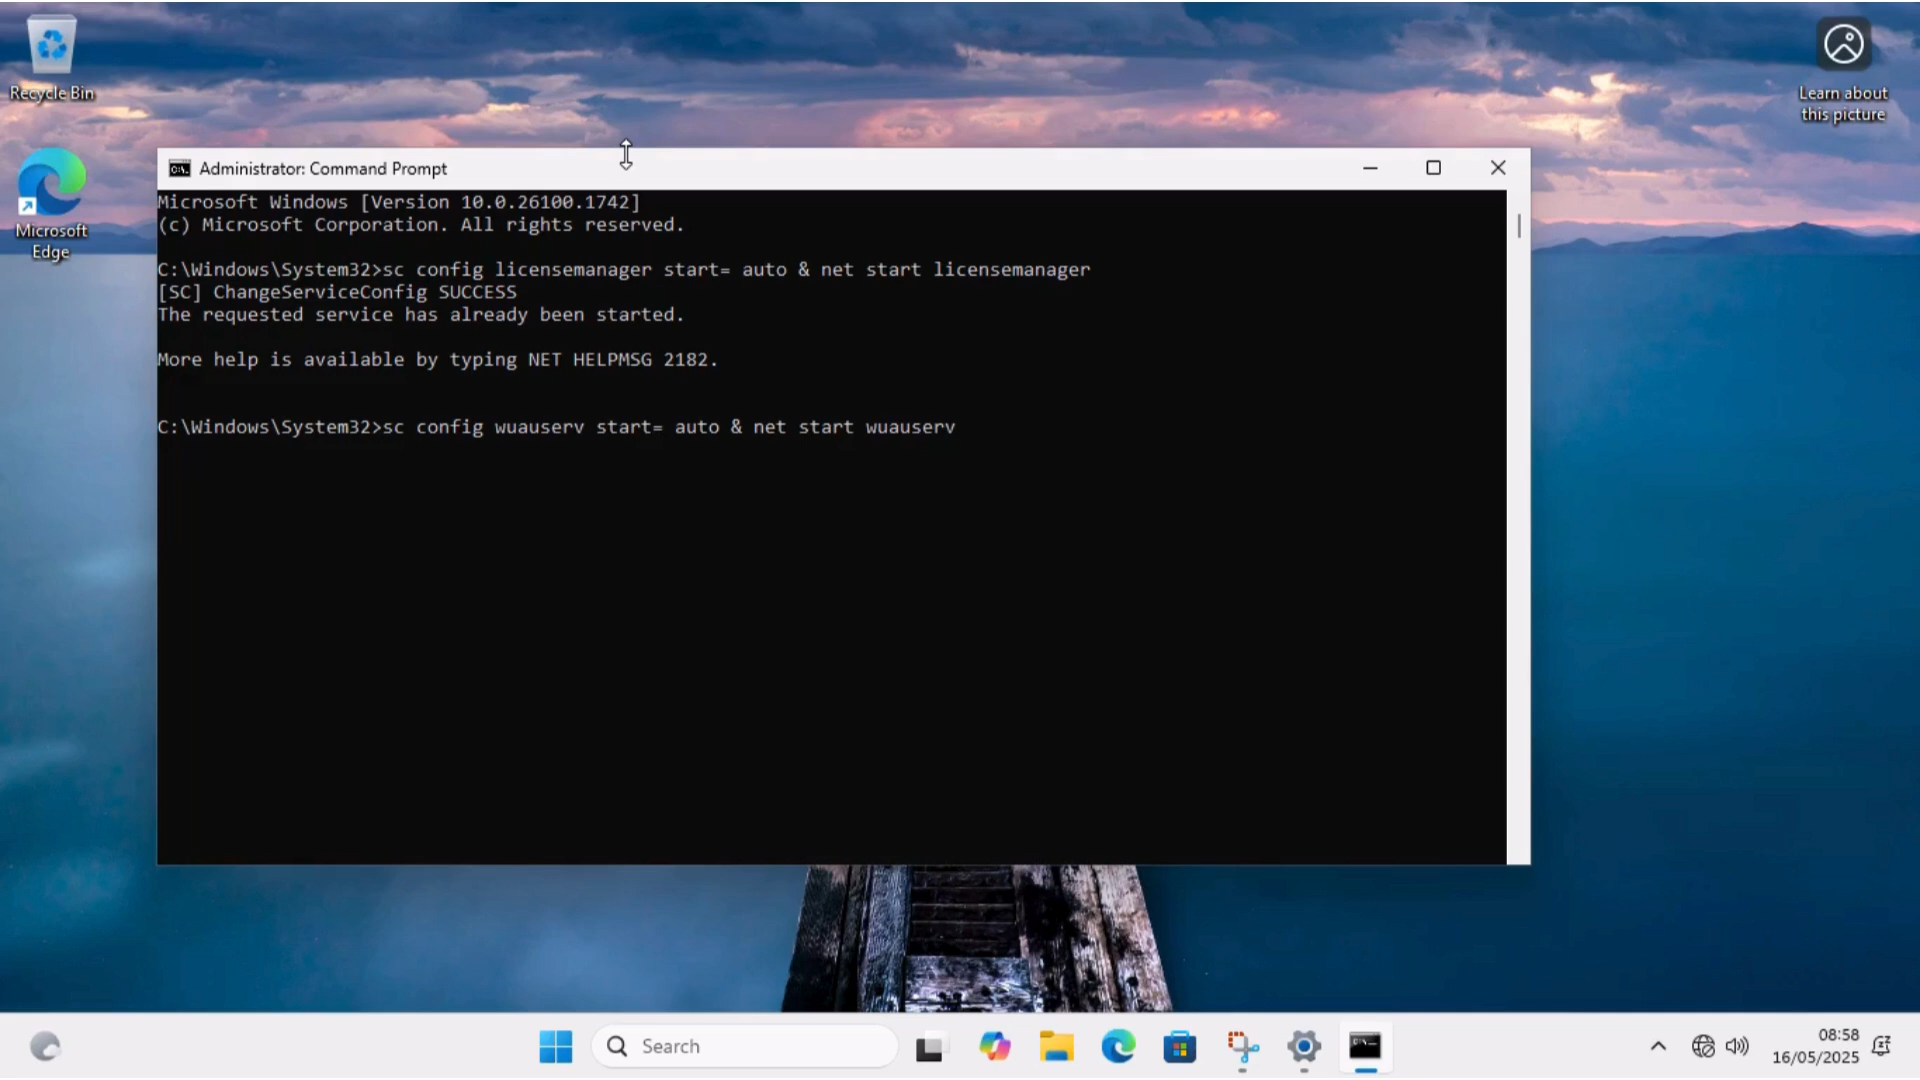 Recycle Bin
Microsoft
Edge
Learn about
this picture
Administrator: Command Prompt
Microsoft Windows [Version 10.0.26100.1742]
(c) Microsoft Corporation. All rights reserved.
C:\Windows\System32>sc config licensemanager start= auto & net start licensemanager
[SC] ChangeServiceConfig SUCCESS
The requested service has already been started.
More help is available by typing NET HELPMSG 2182.
C:\Windows\System32>sc config wuauserv start= auto & net start wuauserv
Search
08:58
16/05/2025